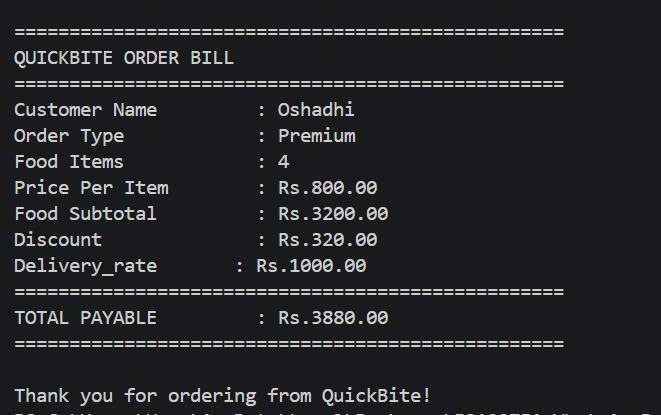 ==================================================
QUICKBITE ORDER BILL
==================================================
Customer Name         : Oshadhi
Order Type            : Premium
Food Items            : 4
Price Per Item        : Rs.800.00
Food Subtotal         : Rs.3200.00
Discount              : Rs.320.00
Delivery_rate       : Rs.1000.00
==================================================
TOTAL PAYABLE         : Rs.3880.00
==================================================
Thank you for ordering from QuickBite!